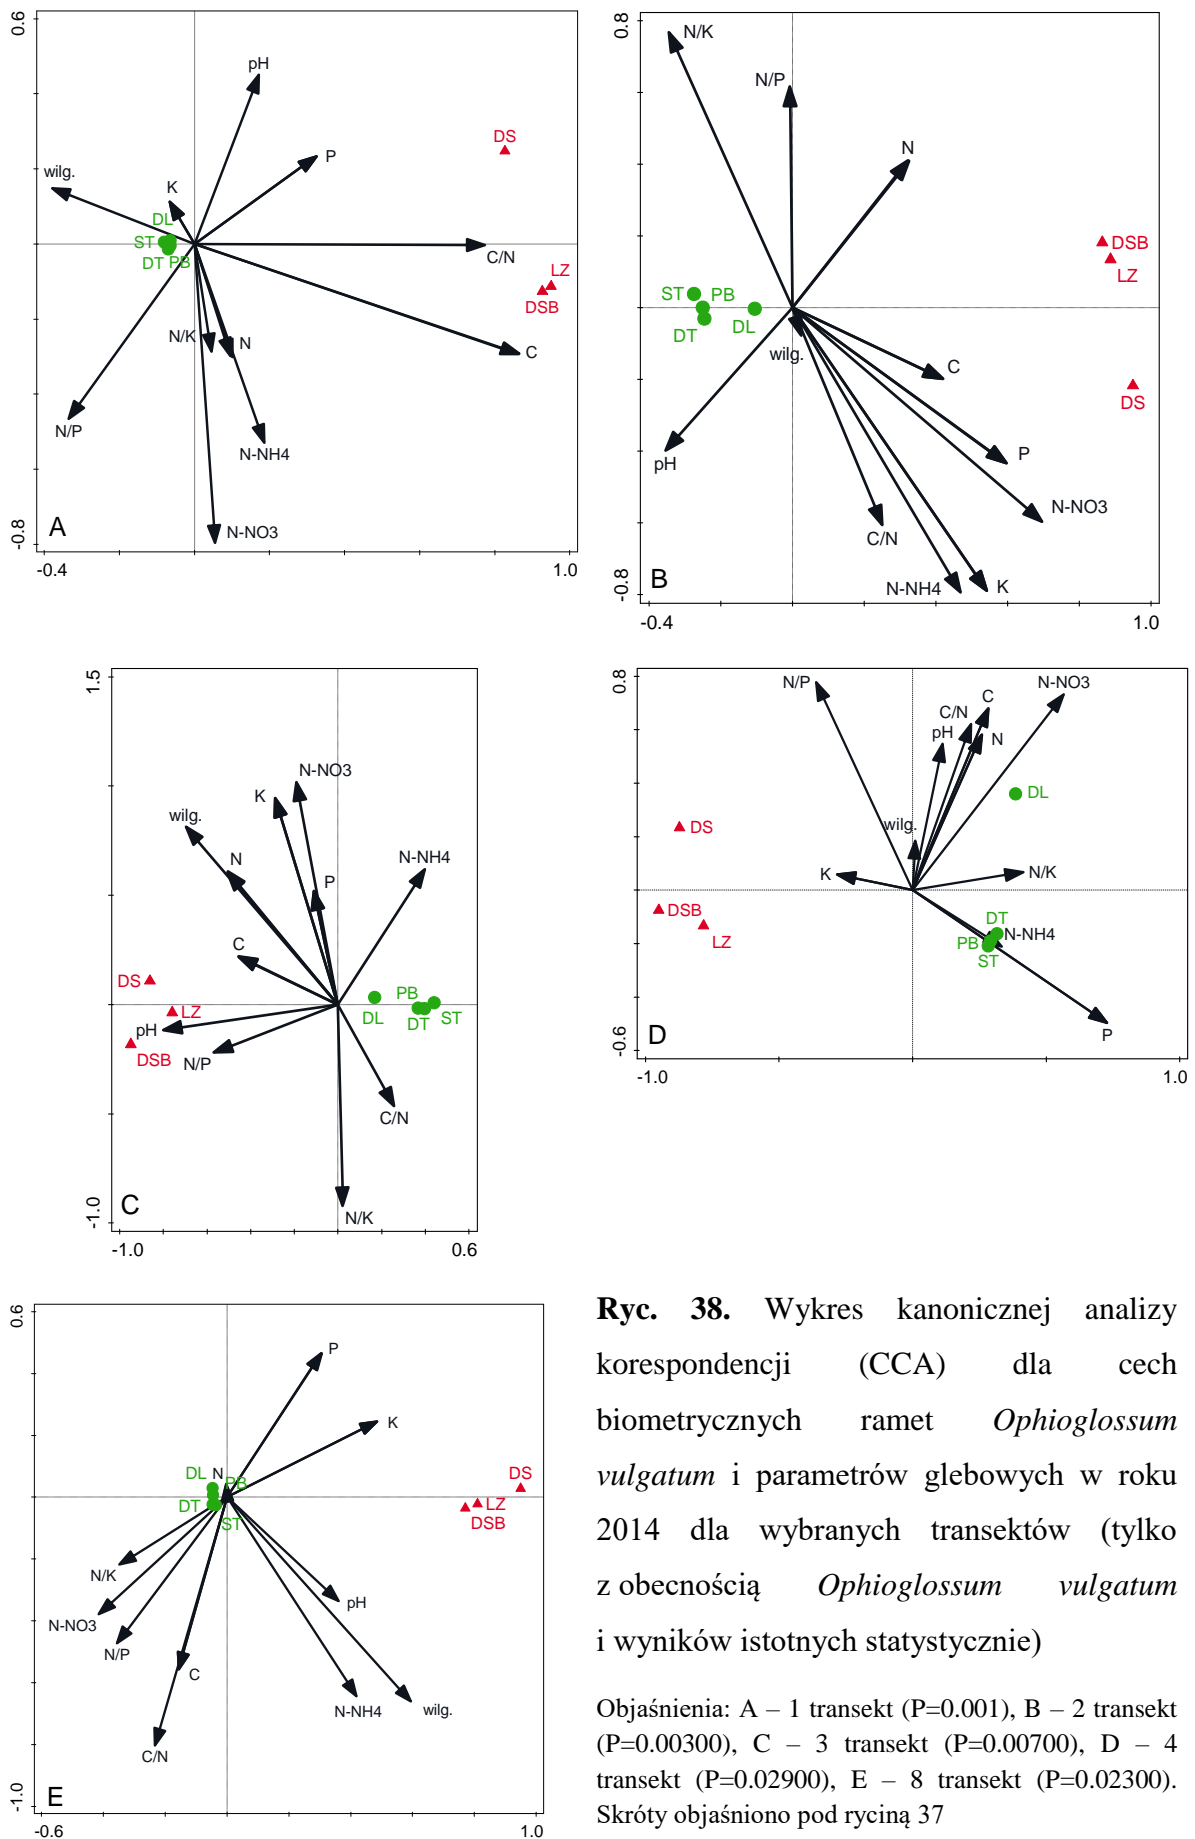 0.6
pH
DS
P
wilg.
K
DL
ST
DT PB
C/N
LZ
DSB
N/K
N
C
N/P
N-NH4
N-NO3
A
-0.8
-0.4
1.0
0.8
N/K
N/P
N
DSB
LZ
ST
PB
DT
DL
wilg.
C
DS
pH
P
N-NO3
C/N
N-NH4
K
B
-0.8
-0.4
1.0
1.5
N-NO3
K
wilg.
N
N-NH4
P
C
DS
LZ
PB
pH
DL
DT
ST
DSB
N/P
C/N
C
N/K
-1.0
-1.0
0.6
0.8
N/P
C
N-NO3
C/N
pH
N
DL
wilg.
DS
K
N/K
DSB
DT
LZ
N-NH4
PB
ST
P
D
-0.6
-1.0
1.0
0.6
P
K
DL
N
PB
DS
DT
LZ
ST
DSB
N/K
pH
N-NO3
N/P
C
N-NH4
wilg.
C/N
E
-1.0
-0.6
1.0
Ryc. 38. Wykres kanonicznej analizy
korespondencji (CCA) dla cech
biometrycznych ramet Ophioglossum
vulgatum i parametrów glebowych w roku
2014 dla wybranych transektów (tylko
z obecnością Ophioglossum vulgatum
i wyników istotnych statystycznie)
Objaśnienia: A – 1 transekt (P=0.001), B – 2 transekt
(P=0.00300), C – 3 transekt (P=0.00700), D – 4
transekt (P=0.02900), E – 8 transekt (P=0.02300).
Skróty objaśniono pod ryciną 37